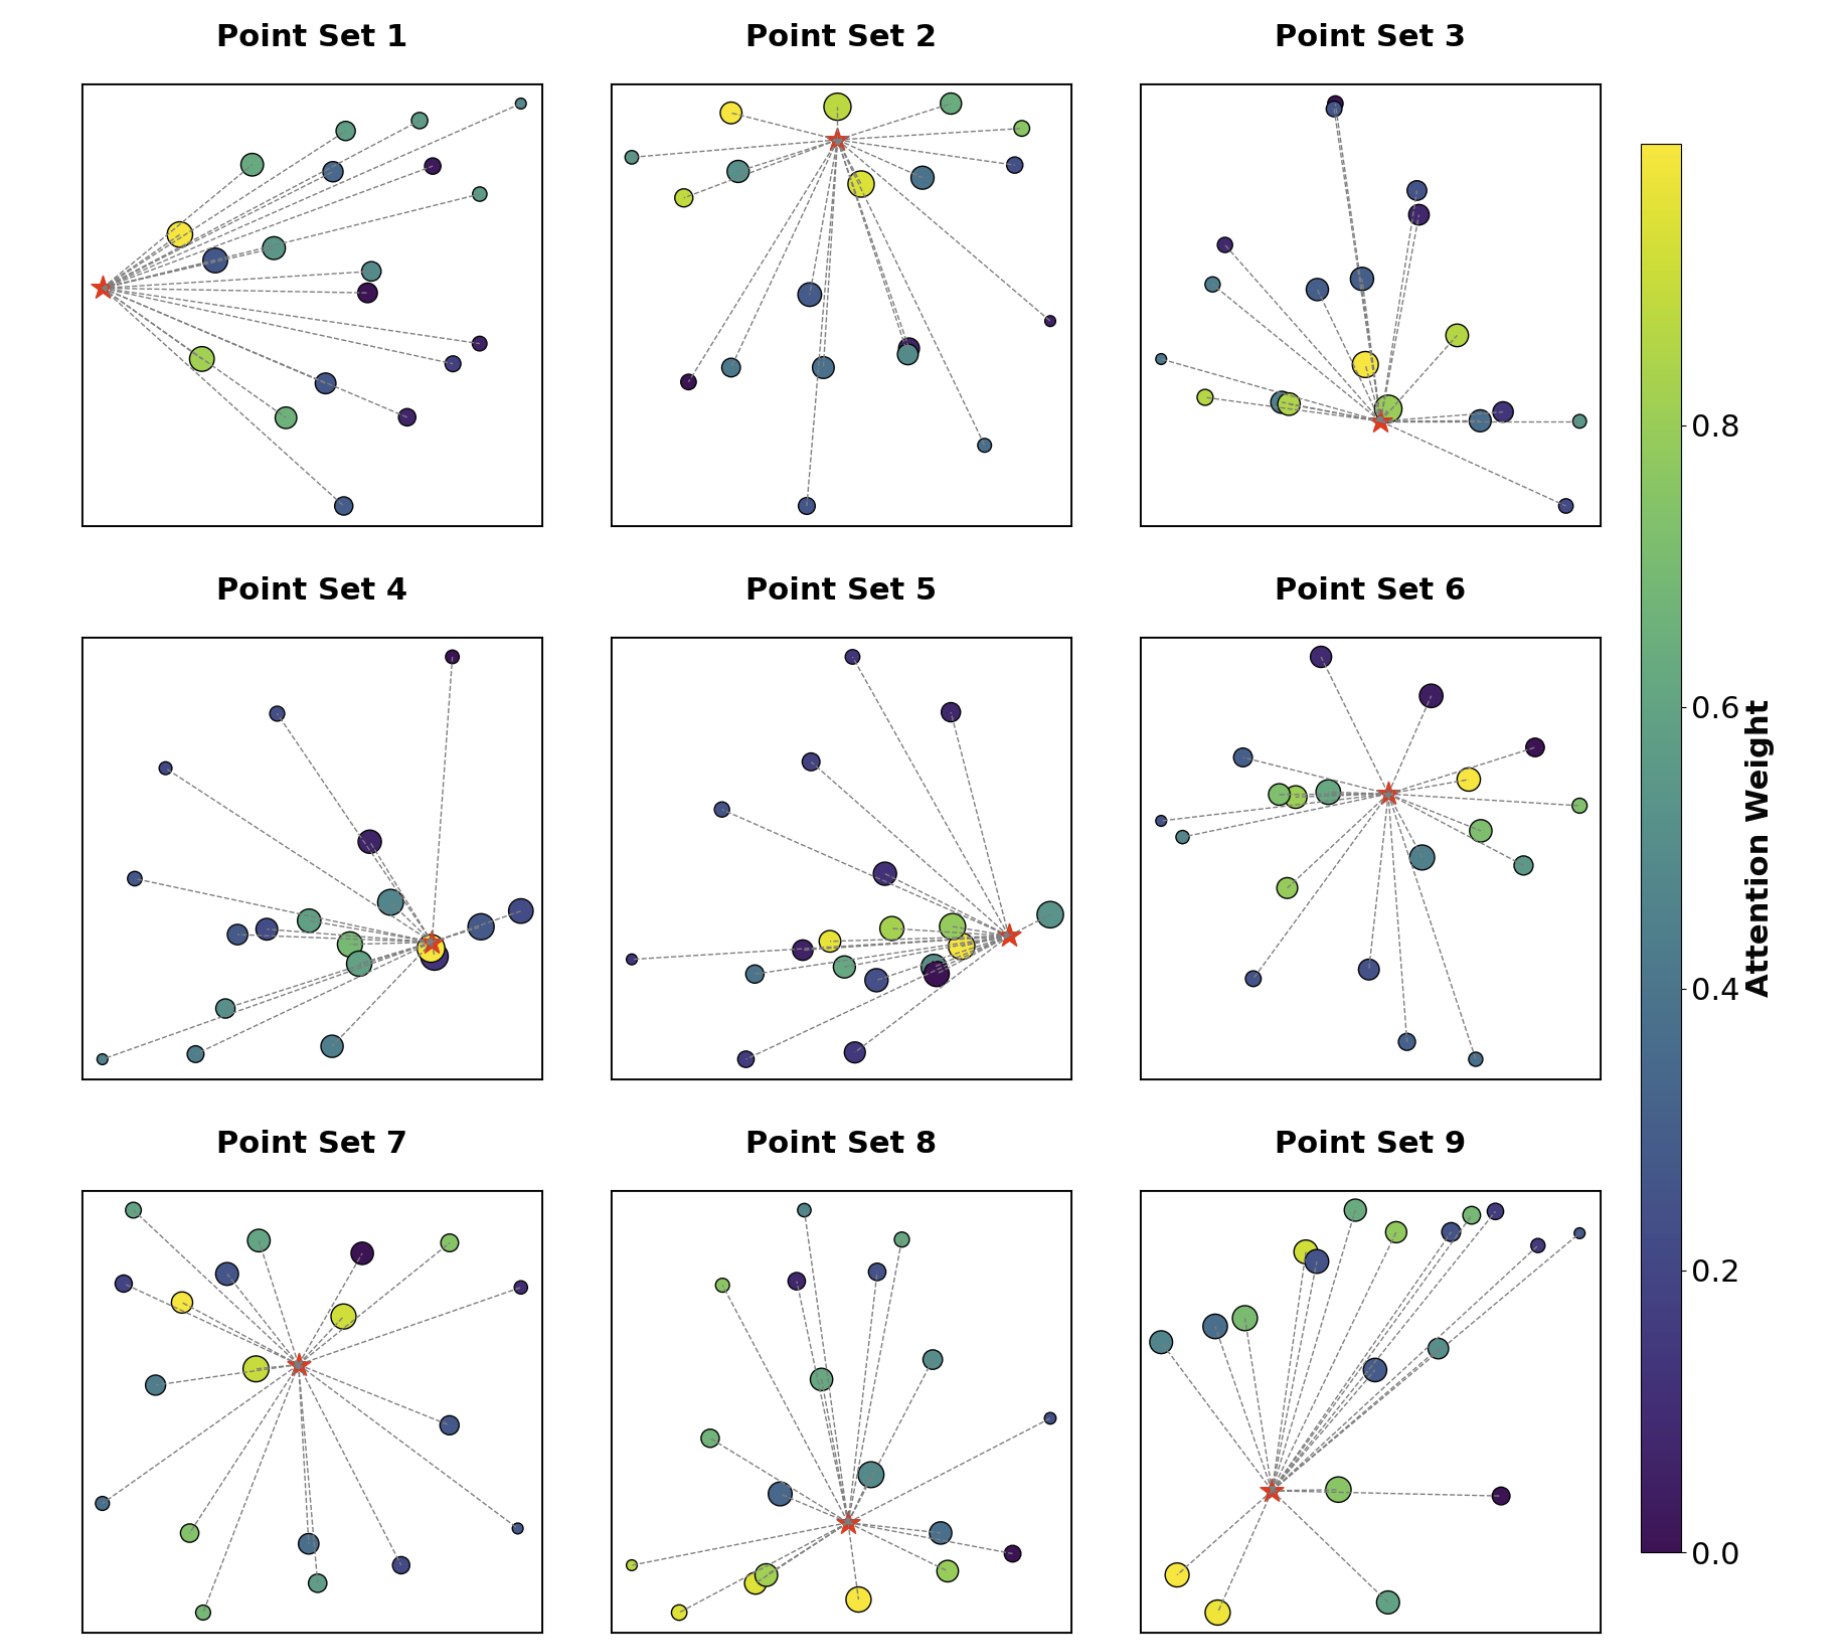 Point Set 1
Point Set 2
Point Set 3
Point Set 4
Point Set 5
Point Set 6
Point Set 7
Point Set 8
Point Set 9
0.8
0.6
0.4
0.2
0.0
Attention Weight